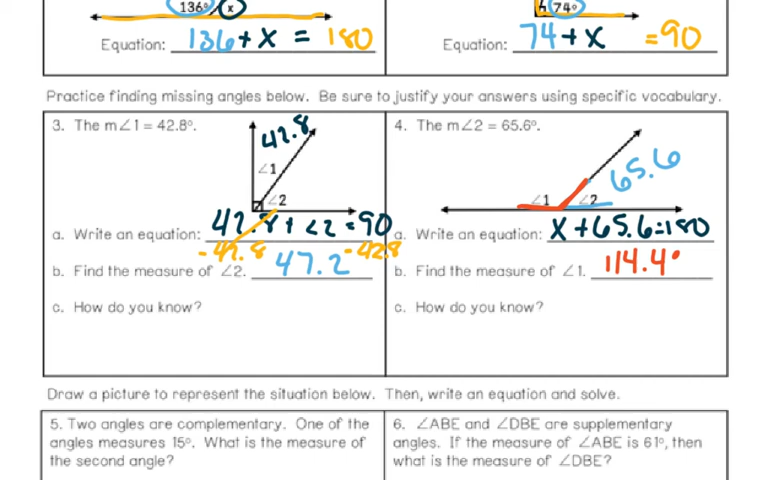 136° x
74°
Equation: 136 + x = 180
Equation: 74 + x = 90
Practice finding missing angles below. Be sure to justify your answers using specific vocabulary.
3. The m∠1 = 42.8°.
42.8
∠1
∠2
a. Write an equation: 42.8 + ∠2 = 90
-42.8 -42.8
b. Find the measure of ∠2. 47.2
c. How do you know?
4. The m∠2 = 65.6°.
65.6
∠1 ∠2
a. Write an equation: x + 65.6 = 180
b. Find the measure of ∠1. 114.4°
c. How do you know?
Draw a picture to represent the situation below. Then, write an equation and solve.
5. Two angles are complementary. One of the
angles measures 15°. What is the measure of
the second angle?
6. ∠ABE and ∠DBE are supplementary
angles. If the measure of ∠ABE is 61°, then
what is the measure of ∠DBE?